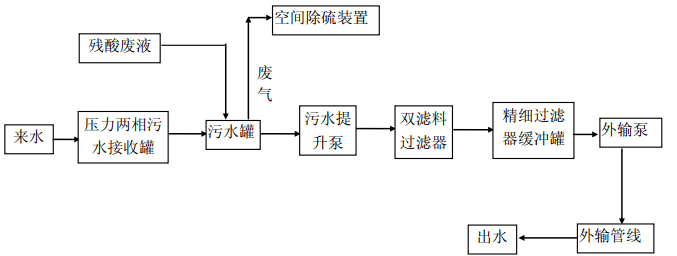 空间除硫装置
残酸废液
废
气
来水
压力两相污
水接收罐
污水罐
污水提
升泵
双滤料
过滤器
精细过滤
器缓冲罐
外输泵
出水
外输管线